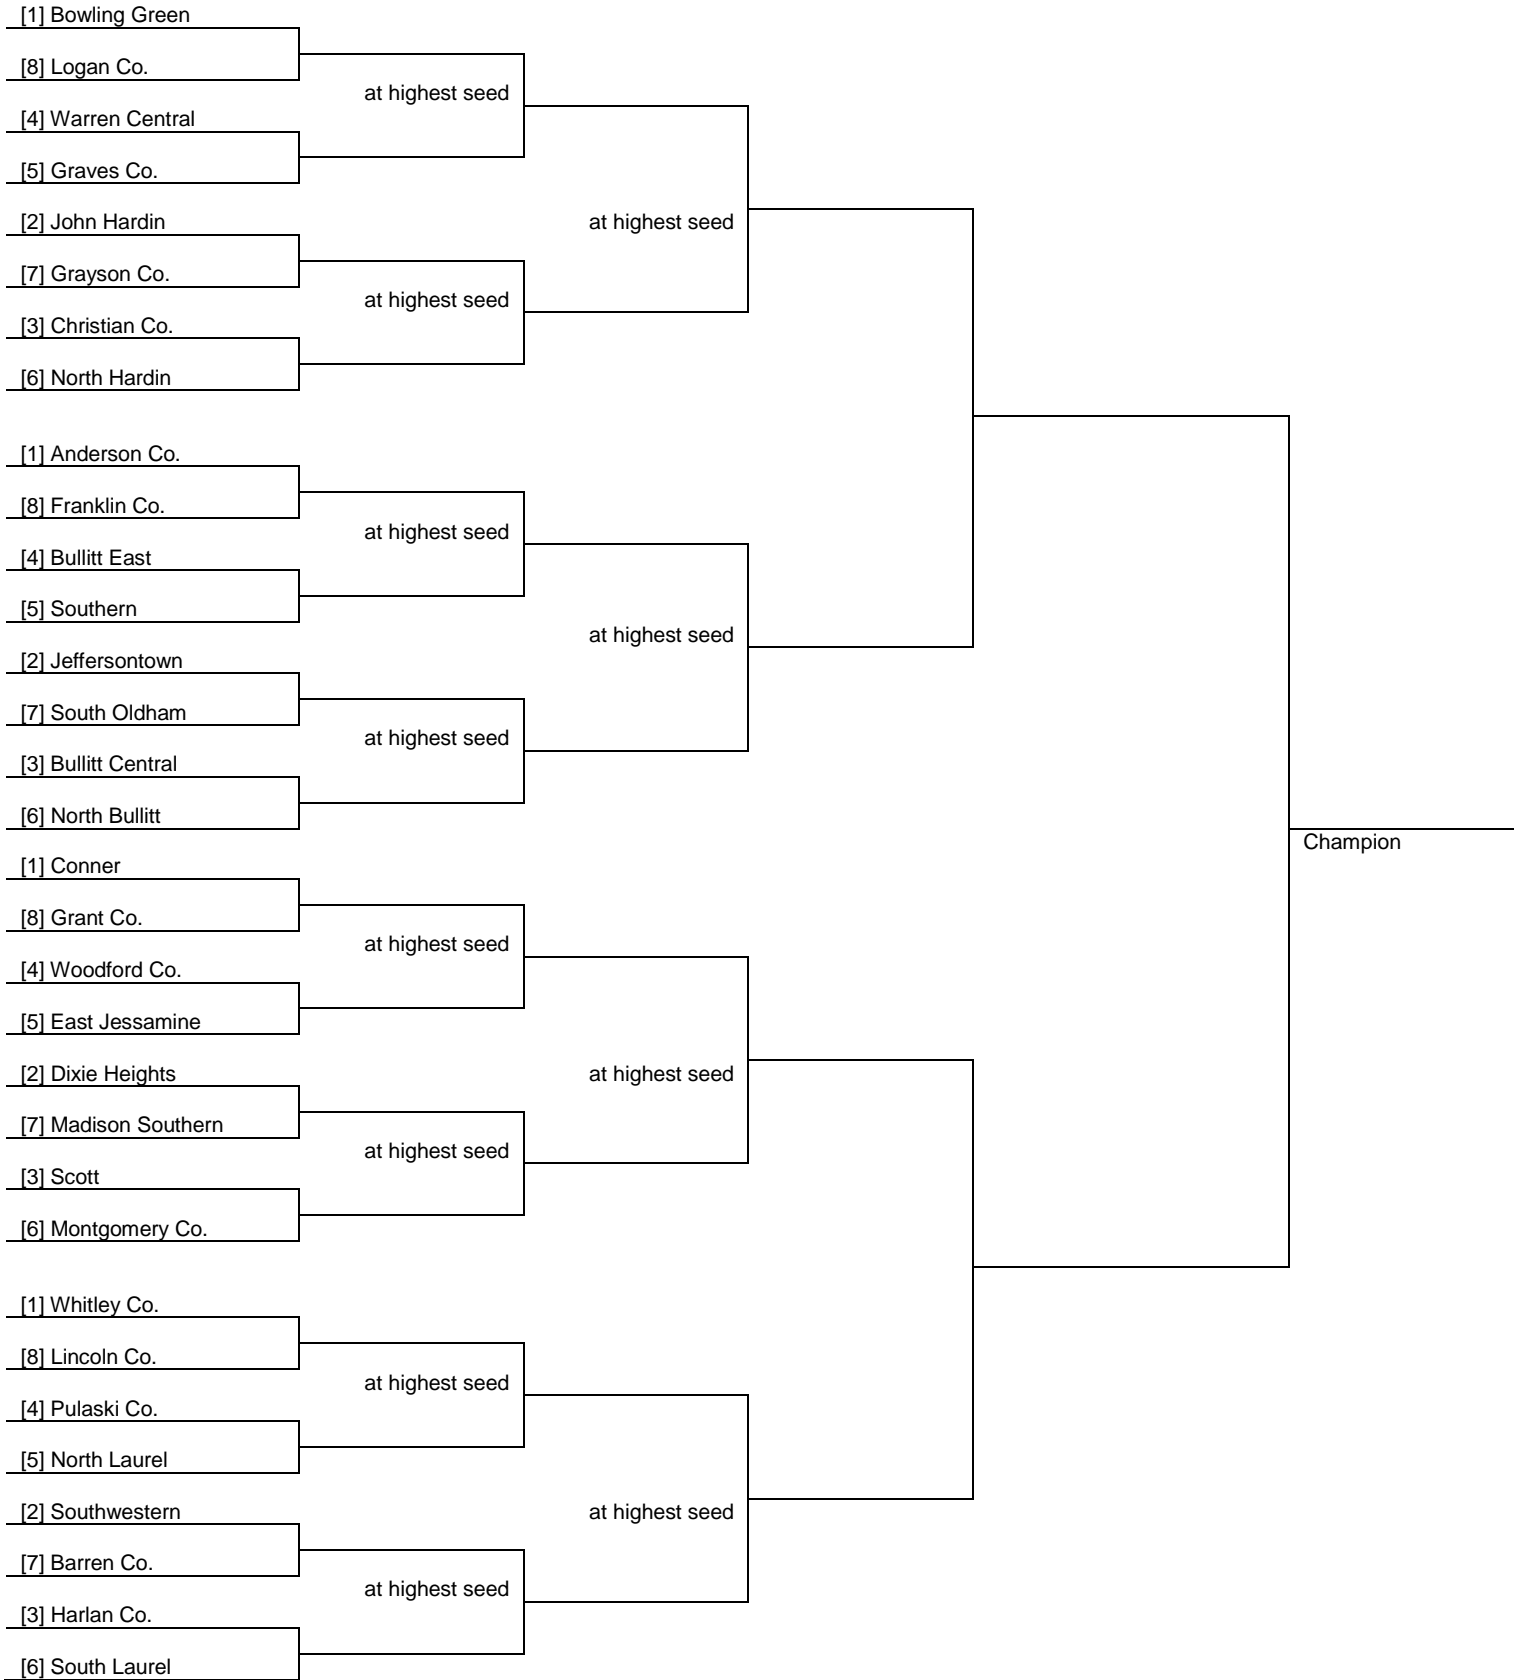 [1] Bowling Green
[8] Logan Co.
at highest seed
[4] Warren Central
[5] Graves Co.
[2] John Hardin
at highest seed
[7] Grayson Co.
at highest seed
[3] Christian Co.
[6] North Hardin
[1] Anderson Co.
[8] Franklin Co.
at highest seed
[4] Bullitt East
[5] Southern
at highest seed
[2] Jeffersontown
[7] South Oldham
at highest seed
[3] Bullitt Central
[6] North Bullitt
Champion
[1] Conner
[8] Grant Co.
at highest seed
[4] Woodford Co.
[5] East Jessamine
[2] Dixie Heights
at highest seed
[7] Madison Southern
at highest seed
[3] Scott
[6] Montgomery Co.
[1] Whitley Co.
[8] Lincoln Co.
at highest seed
[4] Pulaski Co.
[5] North Laurel
[2] Southwestern
at highest seed
[7] Barren Co.
at highest seed
[3] Harlan Co.
[6] South Laurel